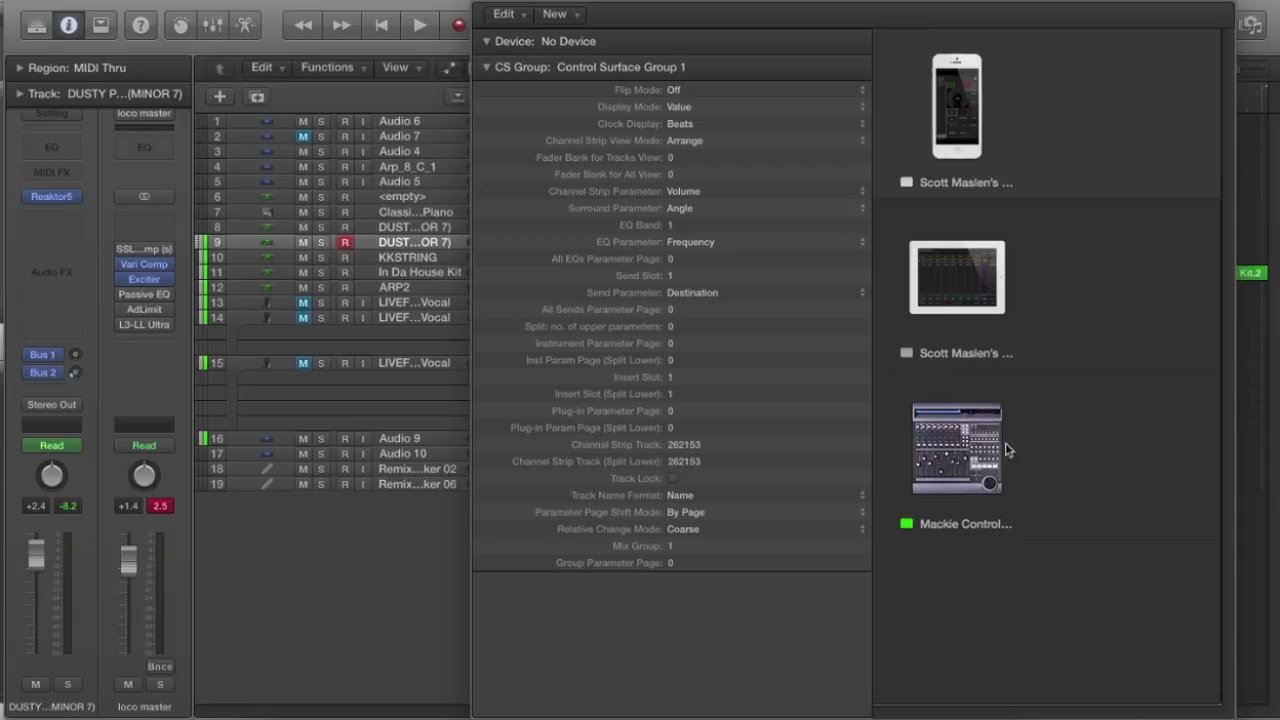 Edit New
Device: No Device
CS Group: Control Surface Group 1
Flip Mode: Off
Display Mode: Value
Clock Display: Beats
Channel Strip View Mode: Arrange
Fader Bank for Tracks View: 0
Fader Bank for All View: 0
Channel Strip Parameter: Volume
Surround Parameter: Angle
EQ Band: 1
EQ Parameter: Frequency
All EQs Parameter Page: 0
Send Slot: 1
Send Parameter: Destination
All Sends Parameter Page: 0
Split: no. of upper parameters: 0
Instrument Parameter Page: 0
Inst Param Page (Split Lower): 0
Insert Slot: 1
Insert Slot (Split Lower): 1
Plug-in Parameter Page: 0
Plug-in Param Page (Split Lower): 0
Channel Strip Track: 262153
Channel Strip Track (Split Lower): 262153
Track Lock:
Track Name Format: Name
Parameter Page Shift Mode: By Page
Relative Change Mode: Coarse
Mix Group: 1
Group Parameter Page: 0
Scott Maslen's ...
Scott Maslen's ...
Mackie Control...
Kit.2
Region: MIDI Thru
Track: DUSTY P...(MINOR 7)
Setting loco master
EQ EQ
MIDI FX
Reaktor5
Audio FX
SSL...mp (s)
Vari Comp
Exciter
Passive EQ
AdLimit
L3-LL Ultra
Bus 1
Bus 2
Stereo Out
Read Read
+2.4 -8.2 +1.4 2.5
Bnce
M S M S
DUSTY...MINOR 7) loco master
Edit Functions View
1 M S R I Audio 6
2 M S R I Audio 7
3 M S R I Audio 4
4 M S R I Arp_8_C_1
5 M S R I Audio 5
6 M S R <empty>
7 M S R Classi...Piano
8 M S R DUST...OR 7)
9 M S R DUST...OR 7)
10 M S R KKSTRING
11 M S R In Da House Kit
12 M S R ARP2
13 M S R I LIVEF...Vocal
14 M S R I LIVEF...Vocal
15 M S R I LIVEF...Vocal
16 M S R I Audio 9
17 M S R I Audio 10
18 M S R I Remix...ker 02
19 M S R I Remix...ker 06